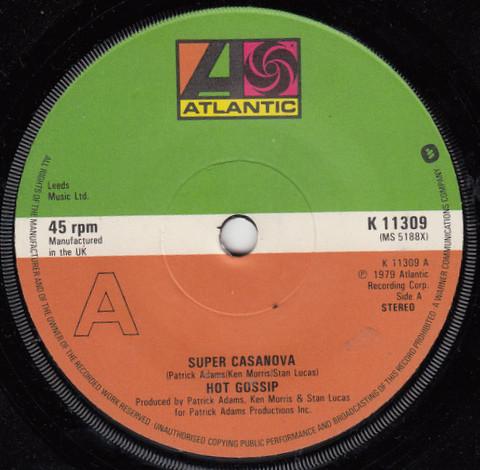 ATLANTIC
Leeds
Music Ltd.
45 rpm
Manufactured
in the UK
K 11309
(MS 5188X)
K 11309 A
℗ 1979 Atlantic
Recording Corp.
Side A
STEREO
A
SUPER CASANOVA
(Patrick Adams/Ken Morris/Stan Lucas)
HOT GOSSIP
Produced by Patrick Adams, Ken Morris & Stan Lucas
for Patrick Adams Productions Inc.
ALL RIGHTS OF THE MANUFACTURER AND OF THE OWNER OF THE RECORDED WORK RESERVED. UNAUTHORISED COPYING PUBLIC PERFORMANCE AND BROADCASTING OF THIS RECORD PROHIBITED · A WARNER COMMUNICATIONS COMPANY